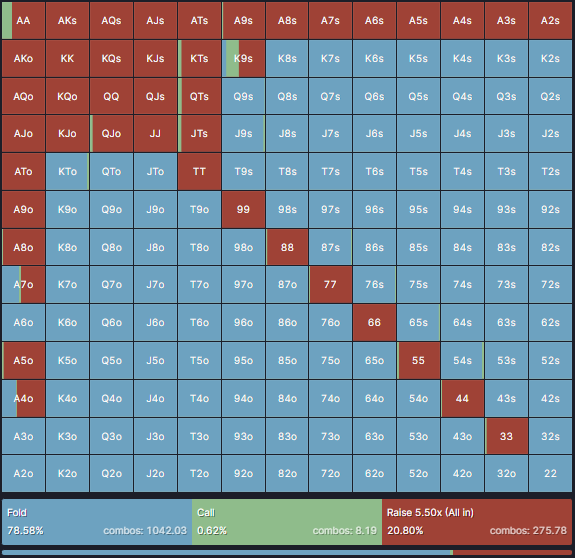 AA AKs AQs AJs ATs A9s A8s A7s A6s A5s A4s A3s A2s
AKo KK KQs KJs KTs K9s K8s K7s K6s K5s K4s K3s K2s
AQo KQo QQ QJs QTs Q9s Q8s Q7s Q6s Q5s Q4s Q3s Q2s
AJo KJo QJo JJ JTs J9s J8s J7s J6s J5s J4s J3s J2s
ATo KTo QTo JTo TT T9s T8s T7s T6s T5s T4s T3s T2s
A9o K9o Q9o J9o T9o 99 98s 97s 96s 95s 94s 93s 92s
A8o K8o Q8o J8o T8o 98o 88 87s 86s 85s 84s 83s 82s
A7o K7o Q7o J7o T7o 97o 87o 77 76s 75s 74s 73s 72s
A6o K6o Q6o J6o T6o 96o 86o 76o 66 65s 64s 63s 62s
A5o K5o Q5o J5o T5o 95o 85o 75o 65o 55 54s 53s 52s
A4o K4o Q4o J4o T4o 94o 84o 74o 64o 54o 44 43s 42s
A3o K3o Q3o J3o T3o 93o 83o 73o 63o 53o 43o 33 32s
A2o K2o Q2o J2o T2o 92o 82o 72o 62o 52o 42o 32o 22
Fold Call Raise 5.50x (All in)
78.58% combos: 1042.03 0.62% combos: 8.19 20.80% combos: 275.78